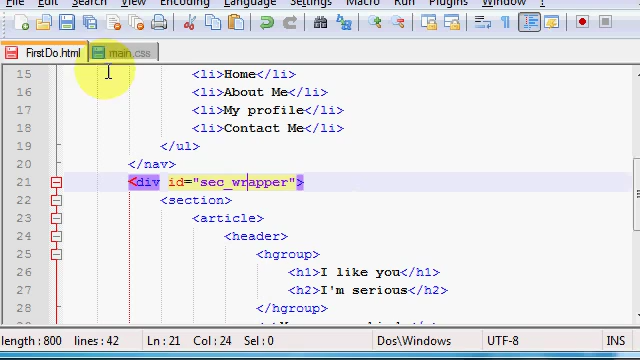 File Edit Search View Encoding Language Settings Macro Run Plugins Window ?
FirstDo.html main.css
15 <li>Home</li>
16 <li>About Me</li>
17 <li>My profile</li>
18 <li>Contact Me</li>
19 </ul>
20 </nav>
21 <div id="sec_wrapper">
22 <section>
23 <article>
24 <header>
25 <hgroup>
26 <h1>I like you</h1>
27 <h2>I'm serious</h2>
28 </hgroup>
length : 800 lines : 42 Ln : 21 Col : 24 Sel : 0 Dos\Windows UTF-8 INS